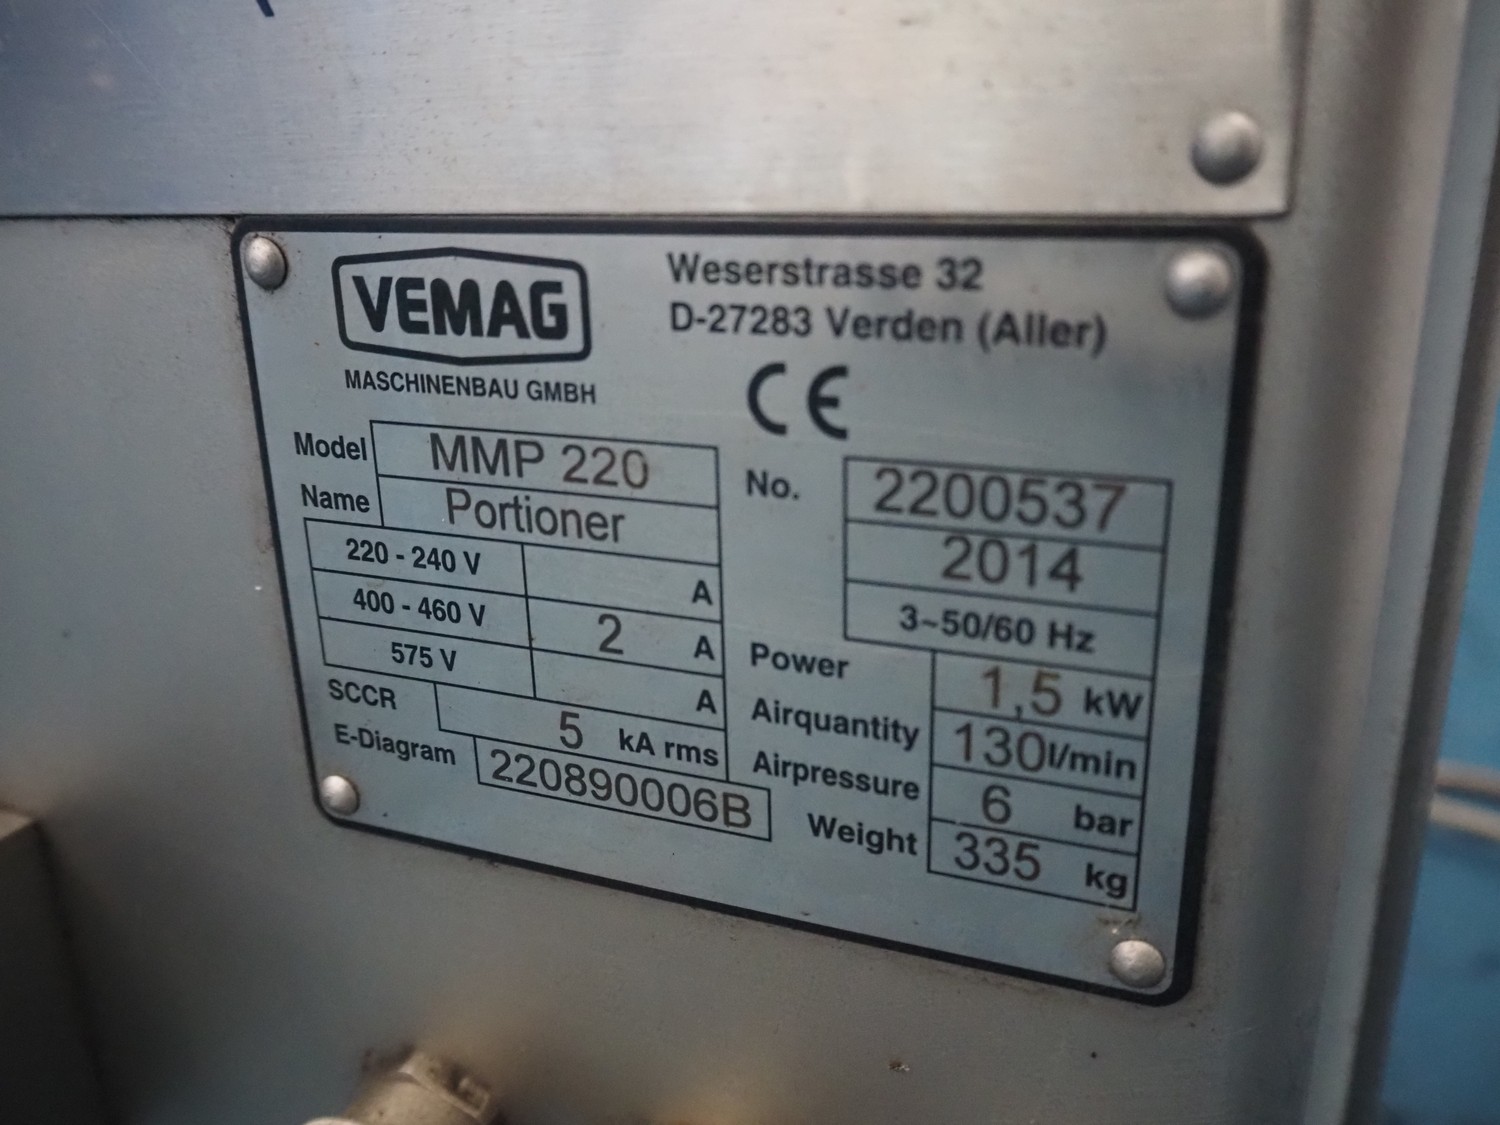 VEMAG
MASCHINENBAU GMBH
Weserstrasse 32
D-27283 Verden (Aller)
CE
Model MMP 220
Name Portioner
220 - 240 V A
400 - 460 V 2 A
575 V A
SCCR 5 kA rms
E-Diagram 220890006B
No. 2200537
2014
3~50/60 Hz
Power 1,5 kW
Airquantity 130 l/min
Airpressure 6 bar
Weight 335 kg